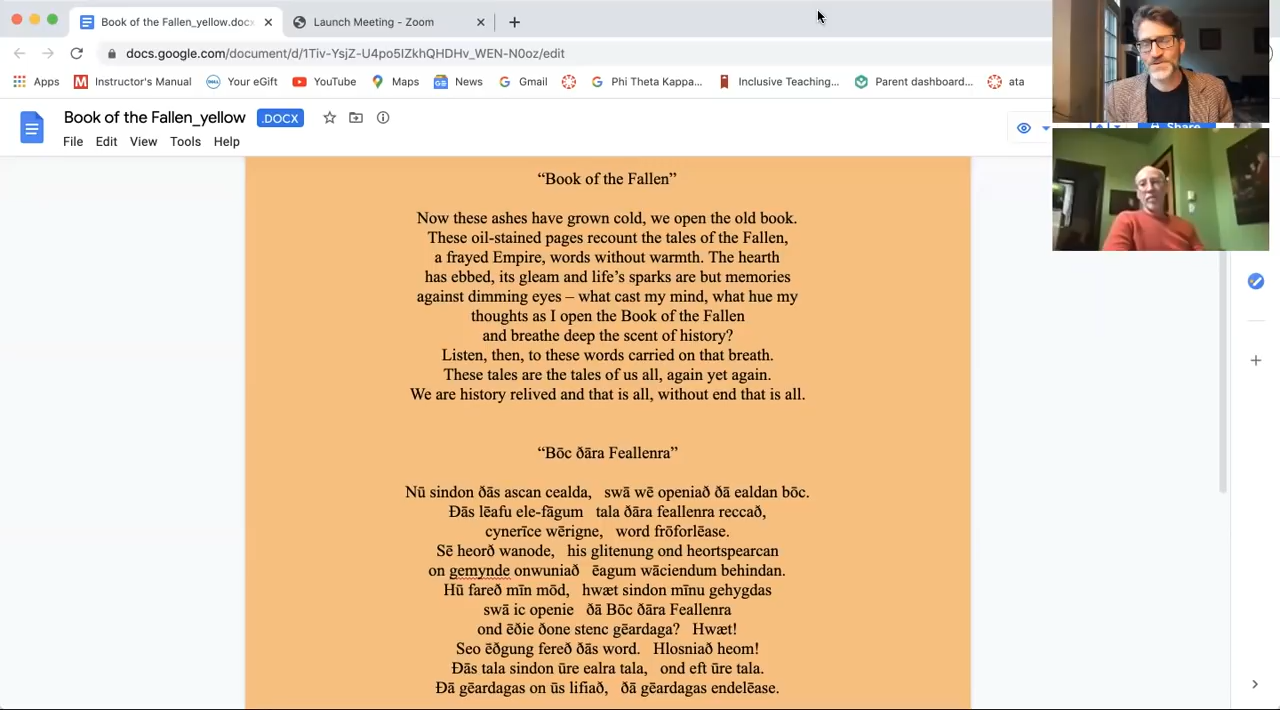 Book of the Fallen_yellow.docx
Launch Meeting - Zoom
docs.google.com/document/d/1Tiv-YsjZ-U4po5IZkhQHDHv_WEN-N0oz/edit
Apps Instructor's Manual Your eGift YouTube Maps News Gmail Phi Theta Kappa... Inclusive Teaching... Parent dashboard... ata
Book of the Fallen_yellow .DOCX
File Edit View Tools Help
Share
“Book of the Fallen”
Now these ashes have grown cold, we open the old book.
These oil-stained pages recount the tales of the Fallen,
a frayed Empire, words without warmth. The hearth
has ebbed, its gleam and life’s sparks are but memories
against dimming eyes – what cast my mind, what hue my
thoughts as I open the Book of the Fallen
and breathe deep the scent of history?
Listen, then, to these words carried on that breath.
These tales are the tales of us all, again yet again.
We are history relived and that is all, without end that is all.
“Bōc ðāra Feallenra”
Nū sindon ðās ascan cealda, swā wē openiað ðā ealdan bōc.
Ðās lēafu ele-fāgum tala ðāra feallenra reccað,
cynerīce wērigne, word frōforlēase.
Sē heorð wanode, his glitenung ond heortspearcan
on gemynde onwuniað ēagum wāciendum behindan.
Hū fareð mīn mōd, hwæt sindon mīnu gehygdas
swā ic openie ðā Bōc ðāra Feallenra
ond ēðie ðone stenc gēardaga? Hwæt!
Seo ēðgung fereð ðās word. Hlosniað heom!
Ðās tala sindon ūre ealra tala, ond eft ūre tala.
Ðā gēardagas on ūs lifiað, ðā gēardagas endelēase.